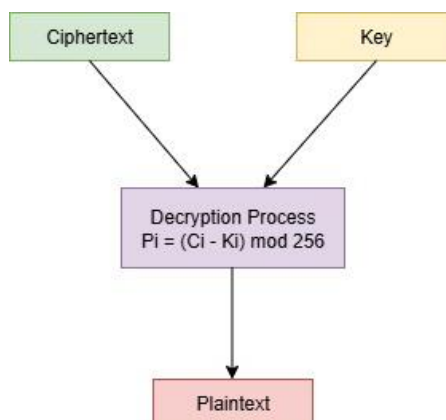 Ciphertext
Key
Decryption Process
Pi = (Ci - Ki) mod 256
Plaintext